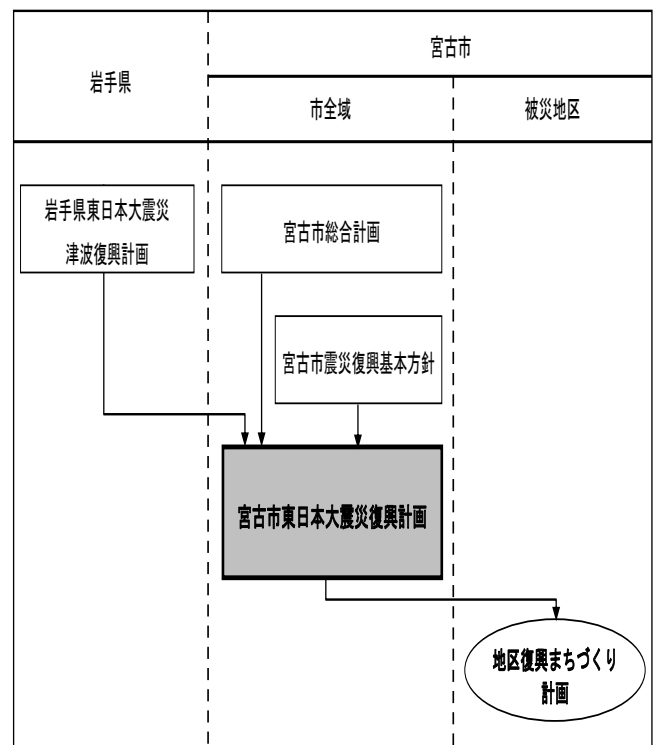 岩手県
宮古市
市全域
被災地区
岩手県東日本大震災
津波復興計画
宮古市総合計画
宮古市震災復興基本方針
宮古市東日本大震災復興計画
地区復興まちづくり
計画